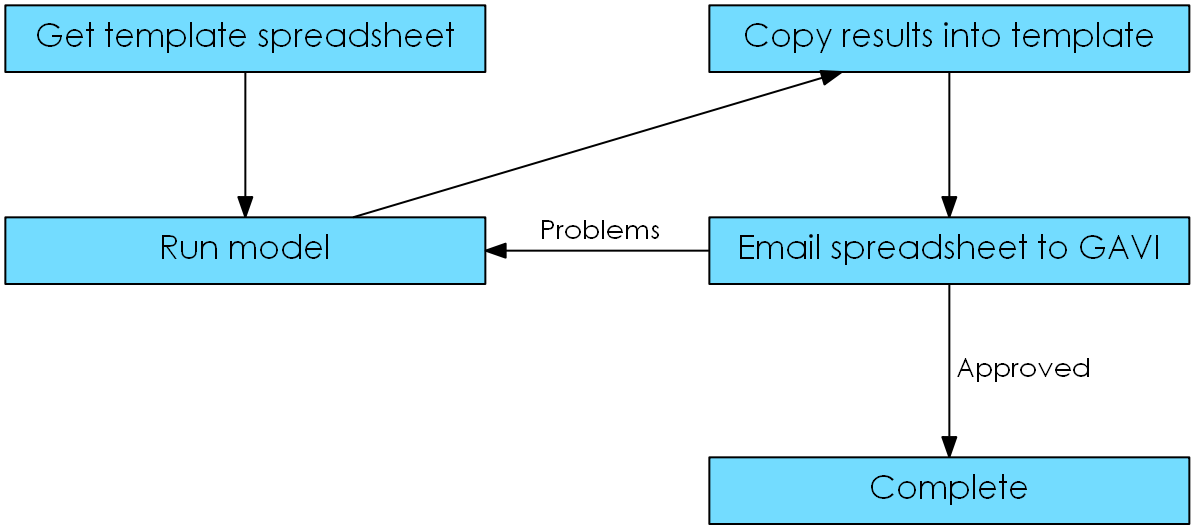 Get template spreadsheet
Copy results into template
Run model
Problems
Email spreadsheet to GAVI
Approved
Complete